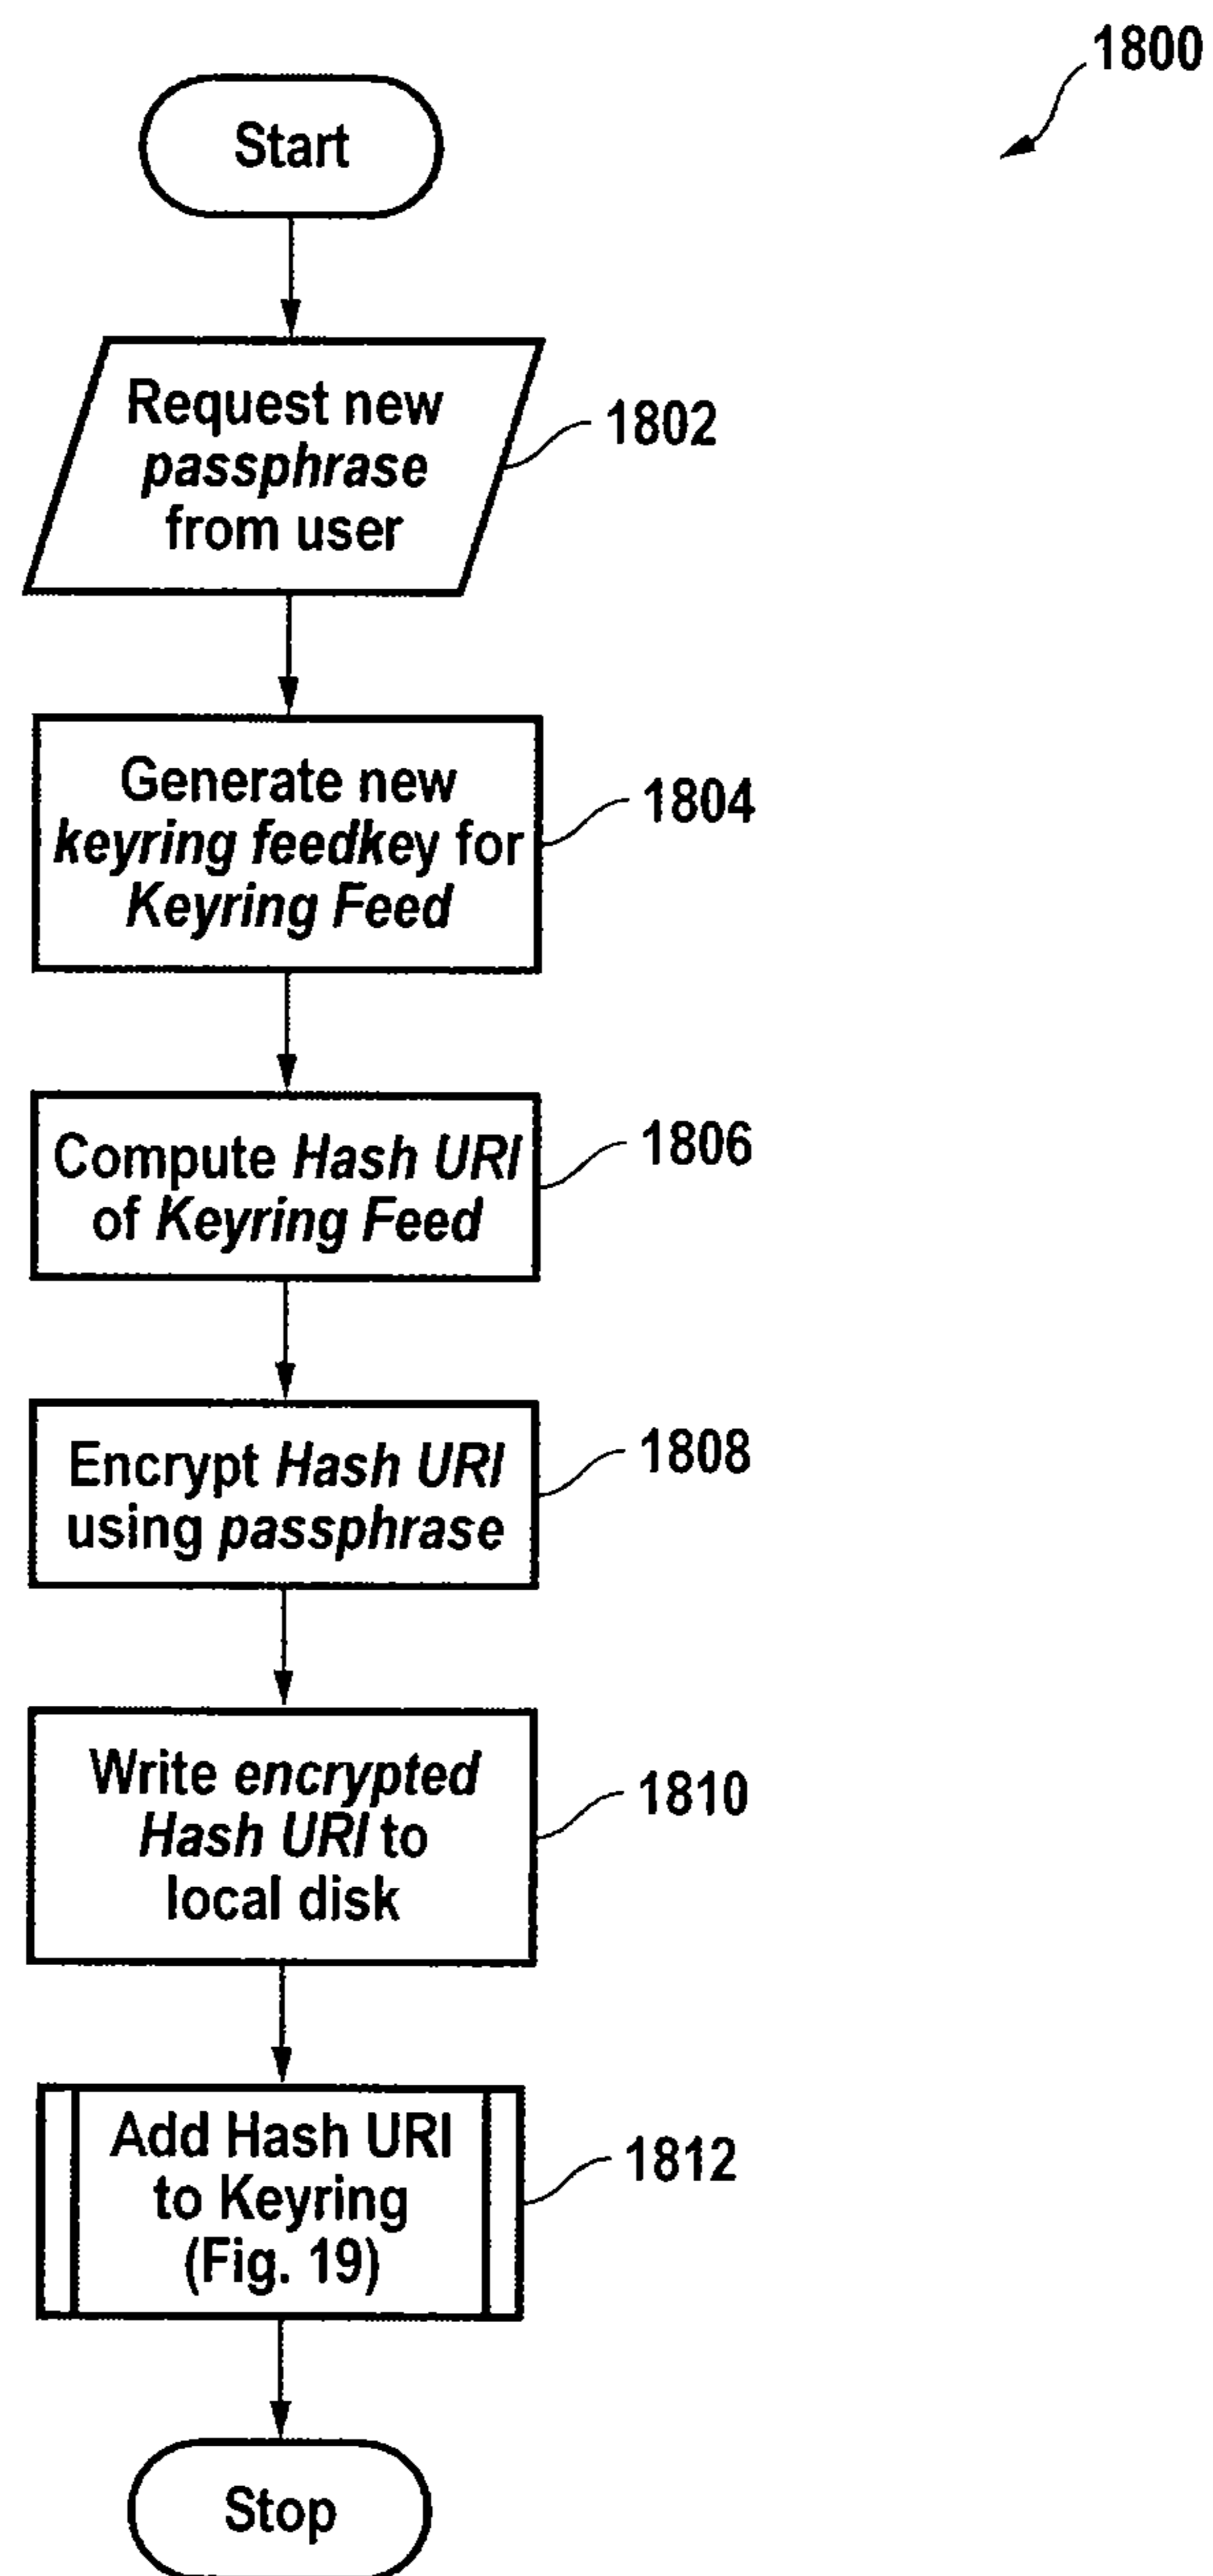 1800
Start
Request new
passphrase
from user
1802
Generate new
keyring feedkey for
Keyring Feed
1804
Compute Hash URI
of Keyring Feed
1806
Encrypt Hash URI
using passphrase
1808
Write encrypted
Hash URI to
local disk
1810
Add Hash URI
to Keyring
(Fig. 19)
1812
Stop